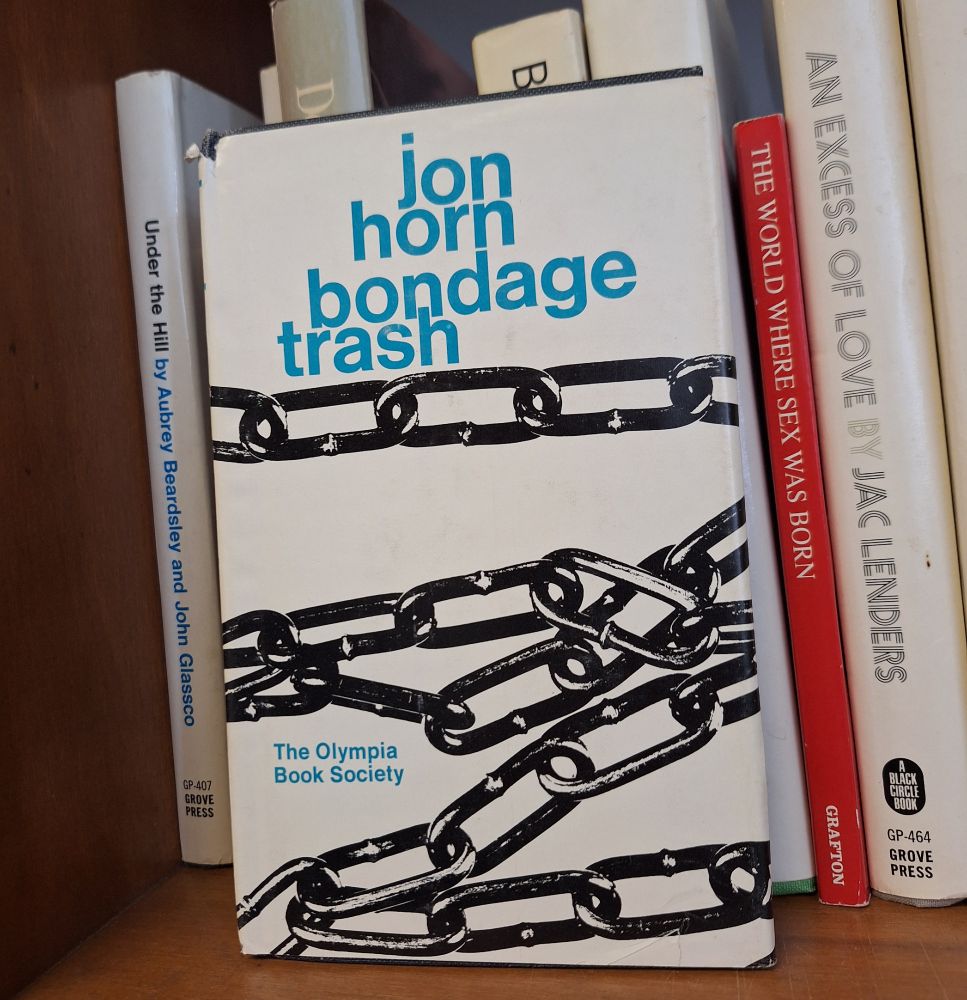 jon
horn
bondage
trash
The Olympia
Book Society
Under the Hill by Aubrey Beardsley and John Glassco
GP-407
GROVE
PRESS
D
B
THE WORLD WHERE SEX WAS BORN
GRAFTON
AN EXCESS OF LOVE BY JAC LENDERS
A
BLACK
CIRCLE
BOOK
GP-464
GROVE
PRESS